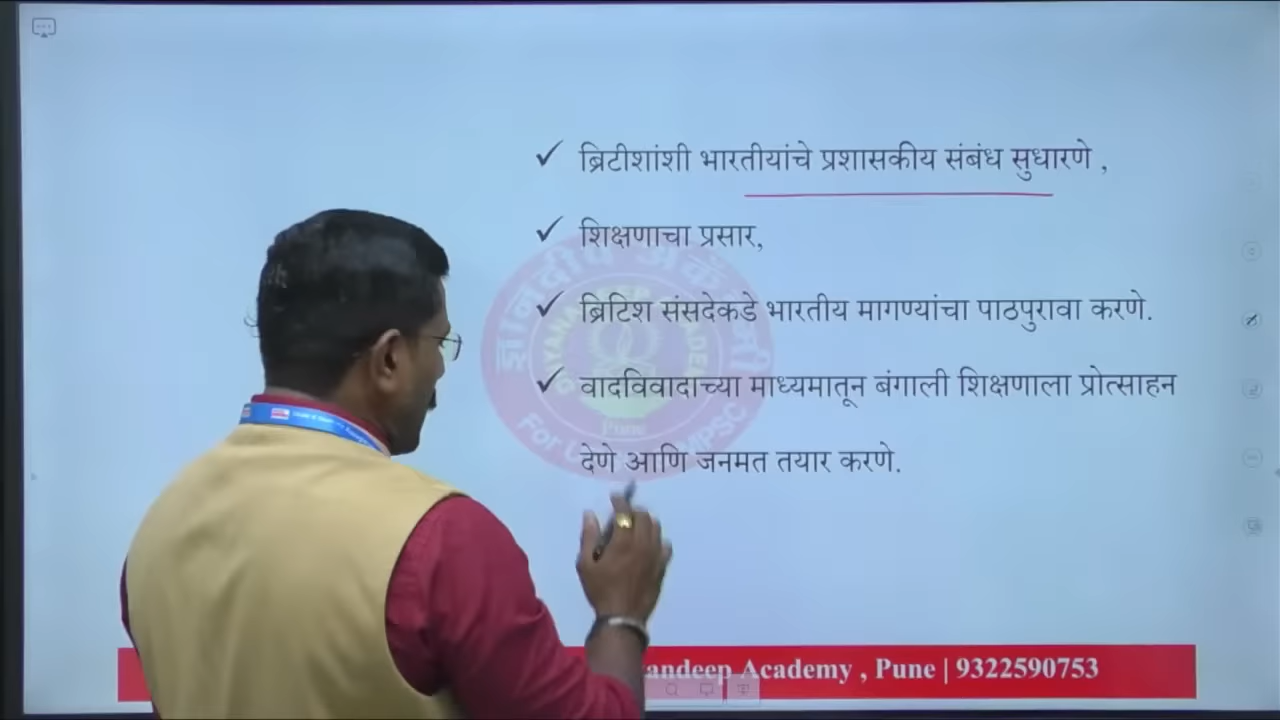 ब्रिटीशांशी भारतीयांचे प्रशासकीय संबंध सुधारणे ,
शिक्षणाचा प्रसार,
ब्रिटिश संसदेकडे भारतीय मागण्यांचा पाठपुरावा करणे.
वादविवादाच्या माध्यमातून बंगाली शिक्षणाला प्रोत्साहन
देणे आणि जनमत तयार करणे.
Academy , Pune | 9322590753